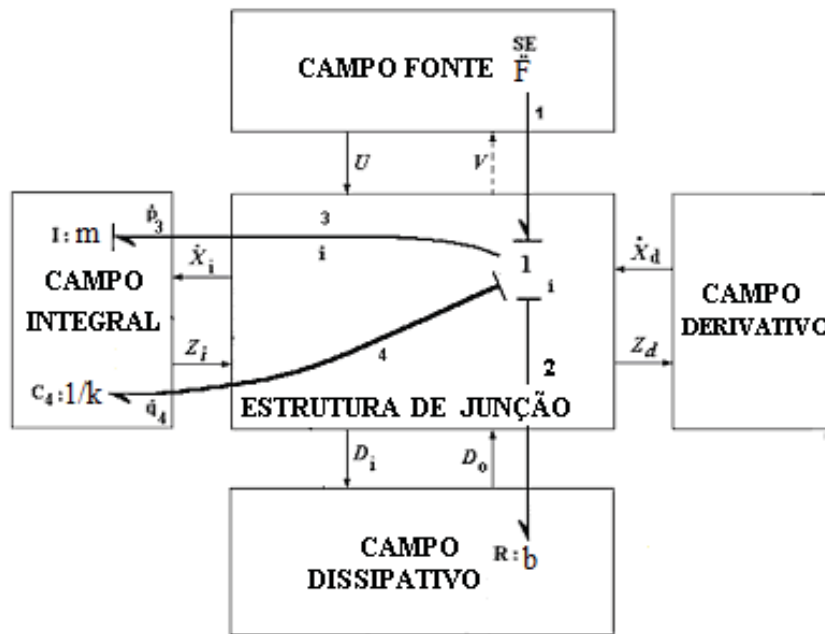 SE
CAMPO FONTE F̈
1
U
V
ṗ3
3
I : m
i
Ẋi
1
i
Ẋd
CAMPO
INTEGRAL
CAMPO
DERIVATIVO
Zi
4
2
Zd
C4 : 1/k
q̇4
ESTRUTURA DE JUNÇÃO
Di
Do
CAMPO
DISSIPATIVO
R : b